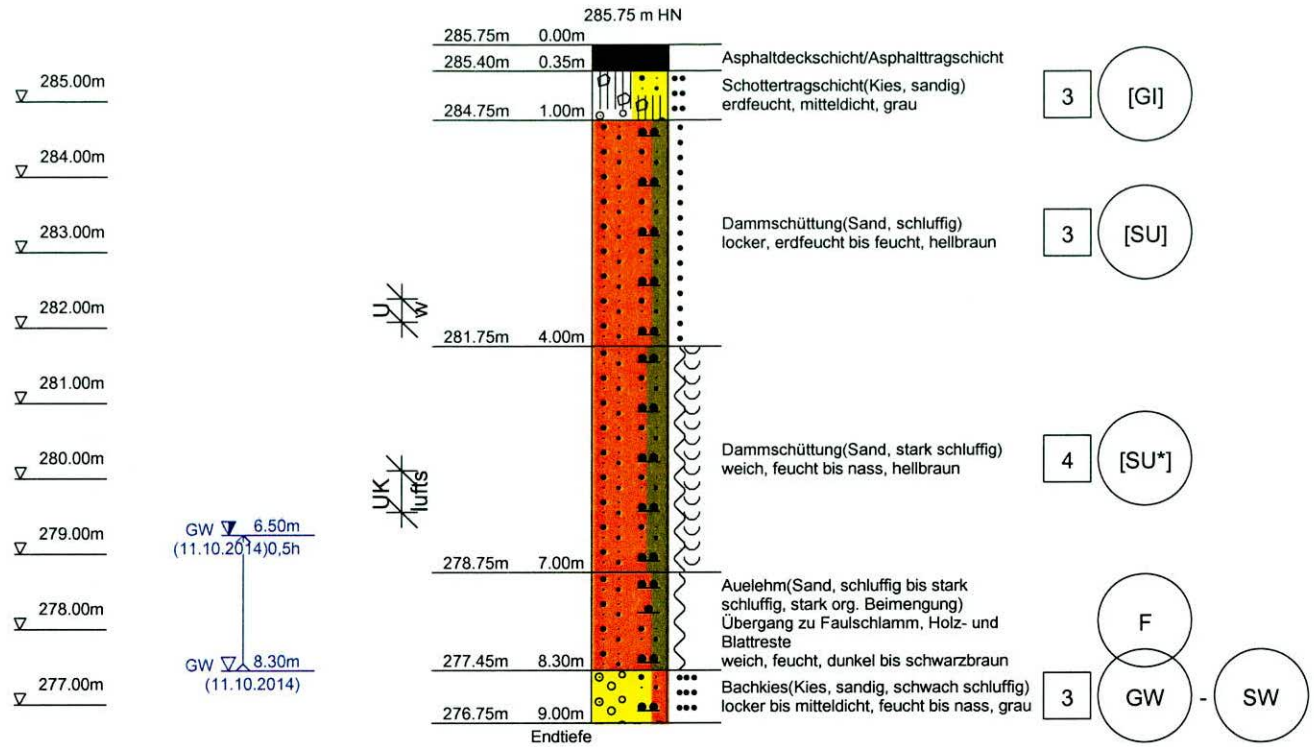 285.75 m HN
285.75m 0.00m
285.40m 0.35m
Asphaltdeckschicht/Asphalttragschicht
285.00m
Schottertragschicht(Kies, sandig)
erdfeucht, mitteldicht, grau
3 [GI]
284.75m 1.00m
284.00m
283.00m
Dammschüttung(Sand, schluffig)
locker, erdfeucht bis feucht, hellbraun
3 [SU]
282.00m
U
w
281.75m 4.00m
281.00m
280.00m
Dammschüttung(Sand, stark schluffig)
weich, feucht bis nass, hellbraun
4 [SU*]
UK
lufts
279.00m
GW 6.50m
(11.10.2014)0,5h
278.75m 7.00m
278.00m
Auelehm(Sand, schluffig bis stark
schluffig, stark org. Beimengung)
Übergang zu Faulschlamm, Holz- und
Blattreste
weich, feucht, dunkel bis schwarzbraun
F
GW 8.30m
(11.10.2014)
277.45m 8.30m
277.00m
Bachkies(Kies, sandig, schwach schluffig)
locker bis mitteldicht, feucht bis nass, grau
3 GW - SW
276.75m 9.00m
Endtiefe